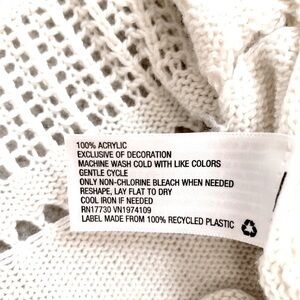 100% ACRYLIC
EXCLUSIVE OF DECORATION
MACHINE WASH COLD WITH LIKE COLORS
GENTLE CYCLE
ONLY NON-CHLORINE BLEACH WHEN NEEDED
RESHAPE, LAY FLAT TO DRY
COOL IRON IF NEEDED
RN17730 VN1974109
LABEL MADE FROM 100% RECYCLED PLASTIC